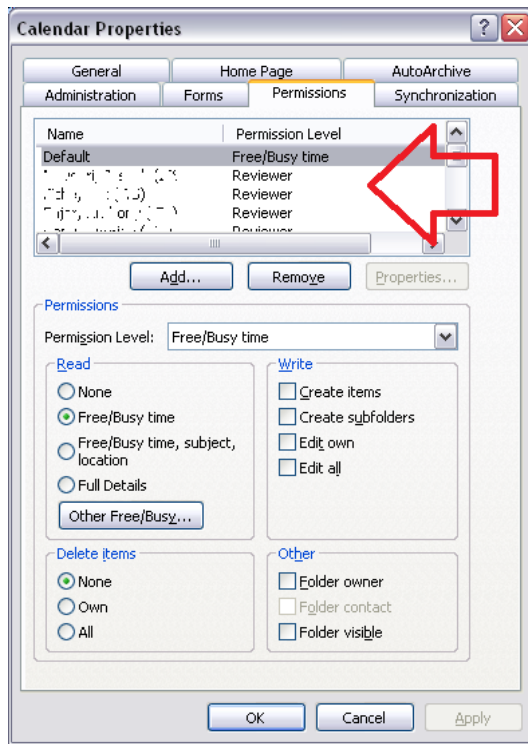 Calendar Properties
General Home Page AutoArchive
Administration Forms Permissions Synchronization
Name Permission Level
Default Free/Busy time
Reviewer
Reviewer
Reviewer
Reviewer
Add... Remove Properties...
Permissions
Permission Level: Free/Busy time
Read
None
Free/Busy time
Free/Busy time, subject,
location
Full Details
Other Free/Busy...
Write
Create items
Create subfolders
Edit own
Edit all
Delete items
None
Own
All
Other
Folder owner
Folder contact
Folder visible
OK Cancel Apply